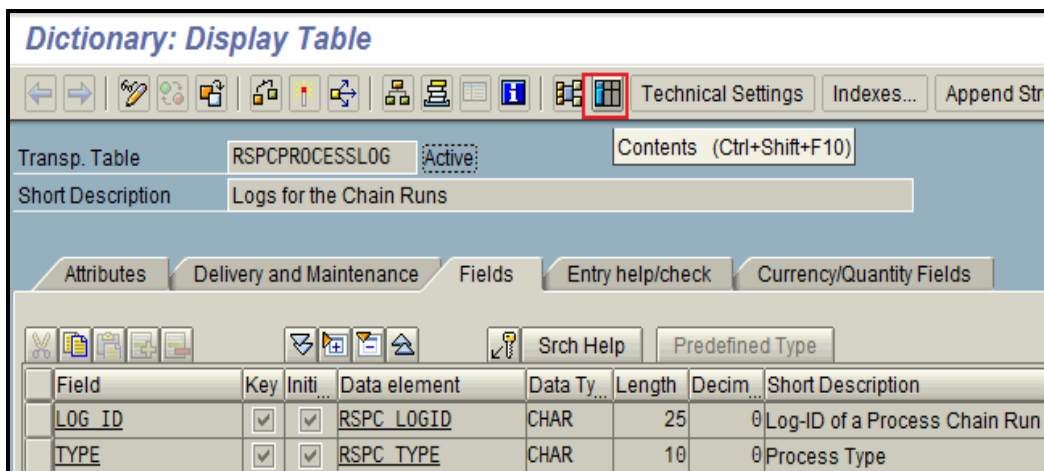 Dictionary: Display Table
Technical Settings Indexes... Append Str
Contents (Ctrl+Shift+F10)
Transp. Table RSPCPROCESSLOG Active
Short Description Logs for the Chain Runs
Attributes Delivery and Maintenance Fields Entry help/check Currency/Quantity Fields
Srch Help Predefined Type
Field Key Initi... Data element Data Ty... Length Decim... Short Description
LOG_ID RSPC_LOGID CHAR 25 0 Log-ID of a Process Chain Run
TYPE RSPC_TYPE CHAR 10 0 Process Type